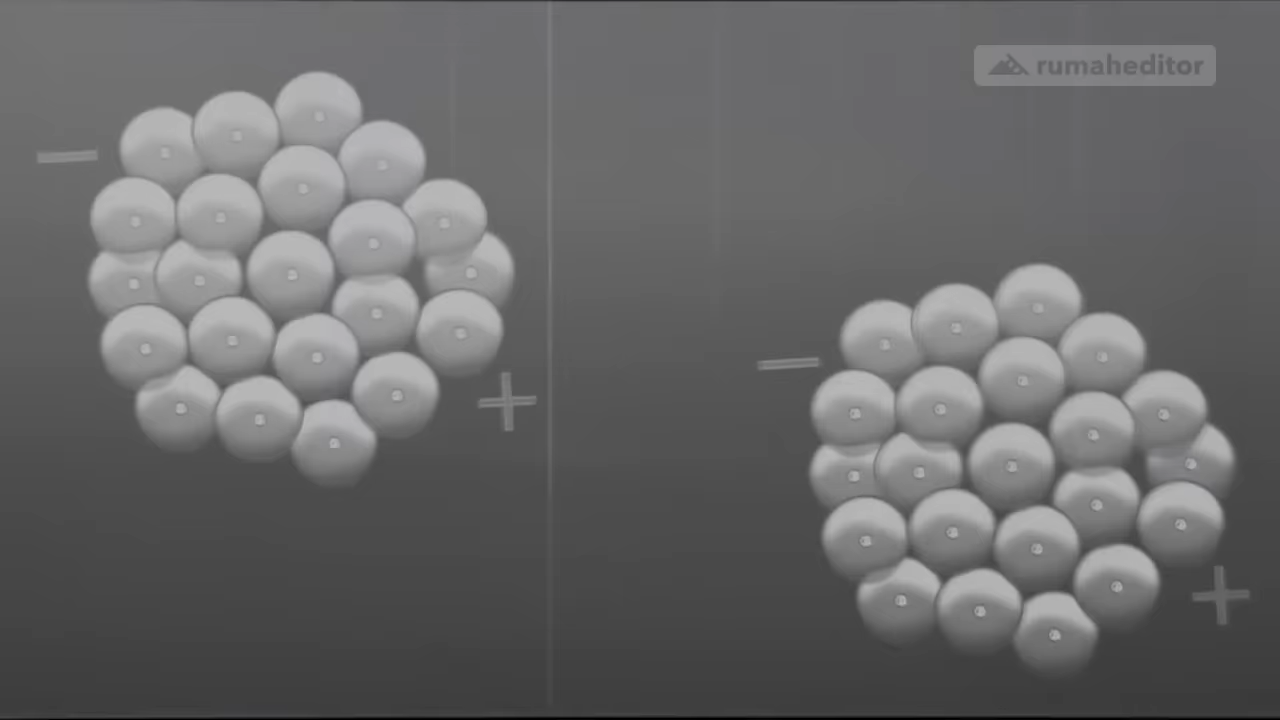 rumaheditor
−
+
−
+